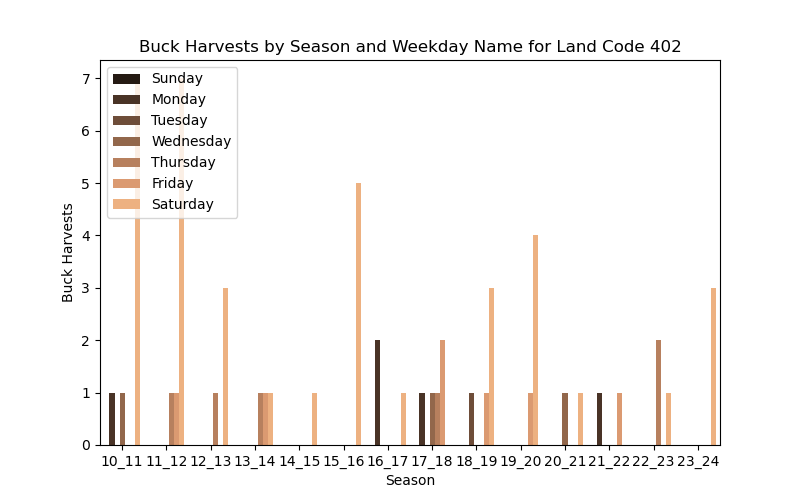 Buck Harvests by Season and Weekday Name for Land Code 402
Sunday
Monday
Tuesday
Wednesday
Thursday
Friday
Saturday
7
6
5
4
3
2
1
0
Buck Harvests
10_11 11_12 12_13 13_14 14_15 15_16 16_17 17_18 18_19 19_20 20_21 21_22 22_23 23_24
Season